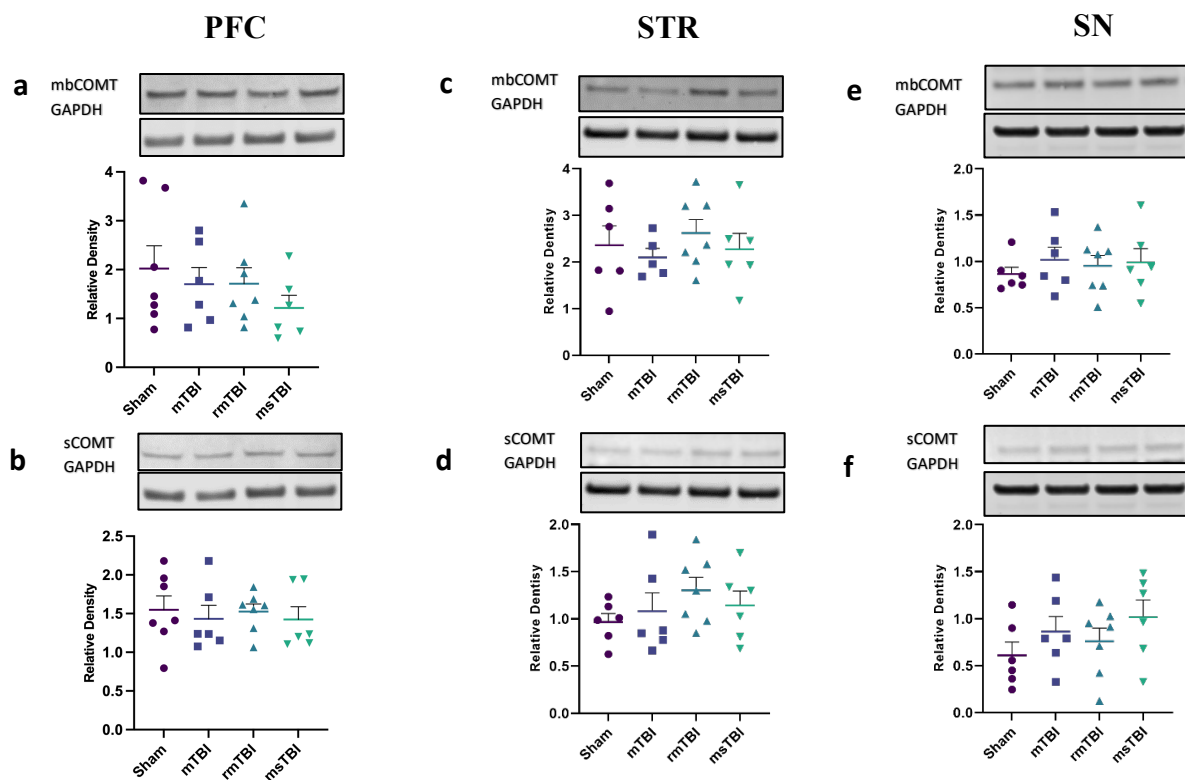 PFC
STR
SN
a
mbCOMT
GAPDH
4
3
2
1
0
Relative Density
Sham
mTBI
rmTBI
msTBI
b
sCOMT
GAPDH
2.5
2.0
1.5
1.0
0.5
0.0
Relative Density
Sham
mTBI
rmTBI
msTBI
c
mbCOMT
GAPDH
4
3
2
1
0
Relative Dentisy
Sham
mTBI
rmTBI
msTBI
d
sCOMT
GAPDH
2.0
1.5
1.0
0.5
0.0
Relative Dentisy
Sham
mTBI
rmTBI
msTBI
e
mbCOMT
GAPDH
2.0
1.5
1.0
0.5
0.0
Relative Dentisy
Sham
mTBI
rmTBI
msTBI
f
sCOMT
GAPDH
2.0
1.5
1.0
0.5
0.0
Relative Dentisy
Sham
mTBI
rmTBI
msTBI